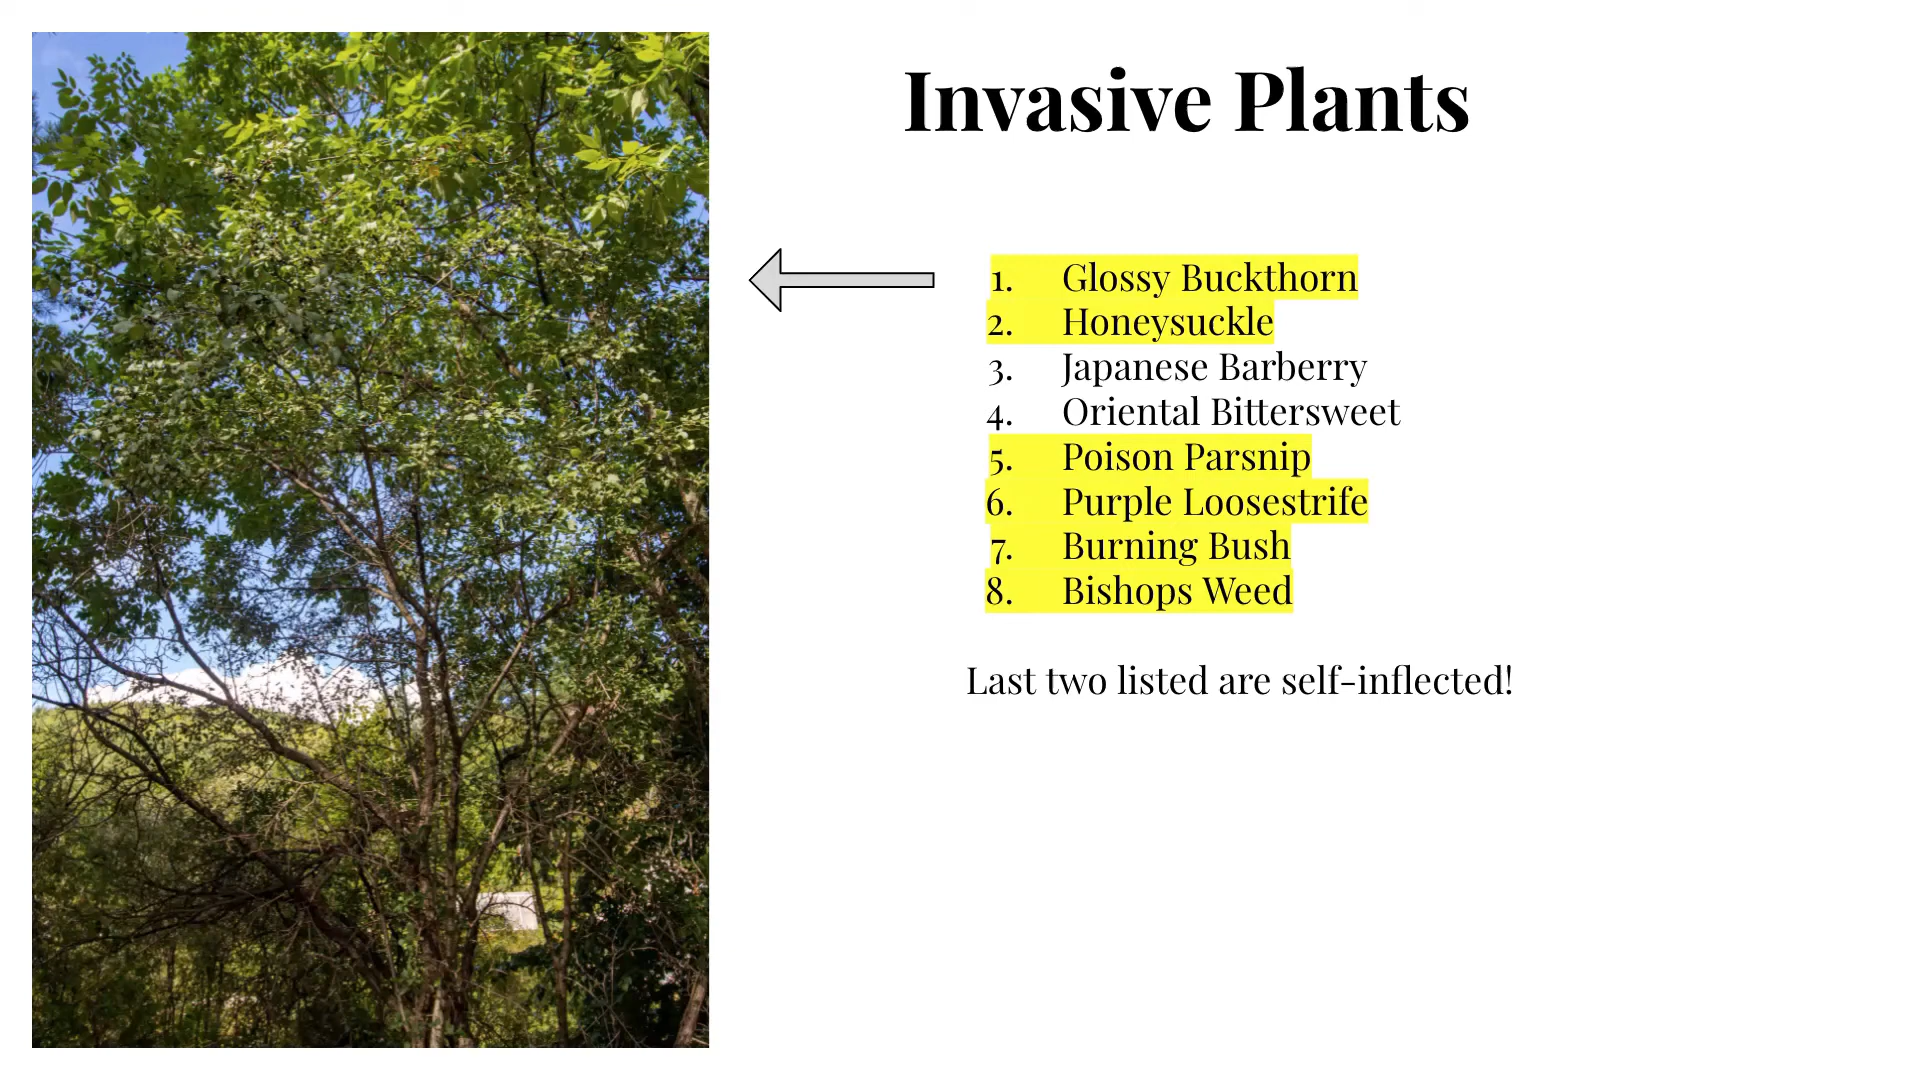 Invasive Plants
1. Glossy Buckthorn
2. Honeysuckle
3. Japanese Barberry
4. Oriental Bittersweet
5. Poison Parsnip
6. Purple Loosestrife
7. Burning Bush
8. Bishops Weed
Last two listed are self-inflected!